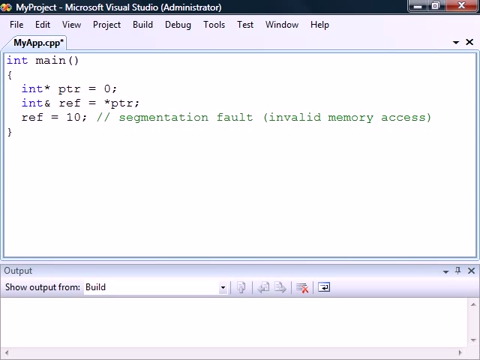 MyProject - Microsoft Visual Studio (Administrator)
File Edit View Project Build Debug Tools Test Window Help
MyApp.cpp*
int main()
{
int* ptr = 0;
int& ref = *ptr;
ref = 10; // segmentation fault (invalid memory access)
}
Output
Show output from: Build